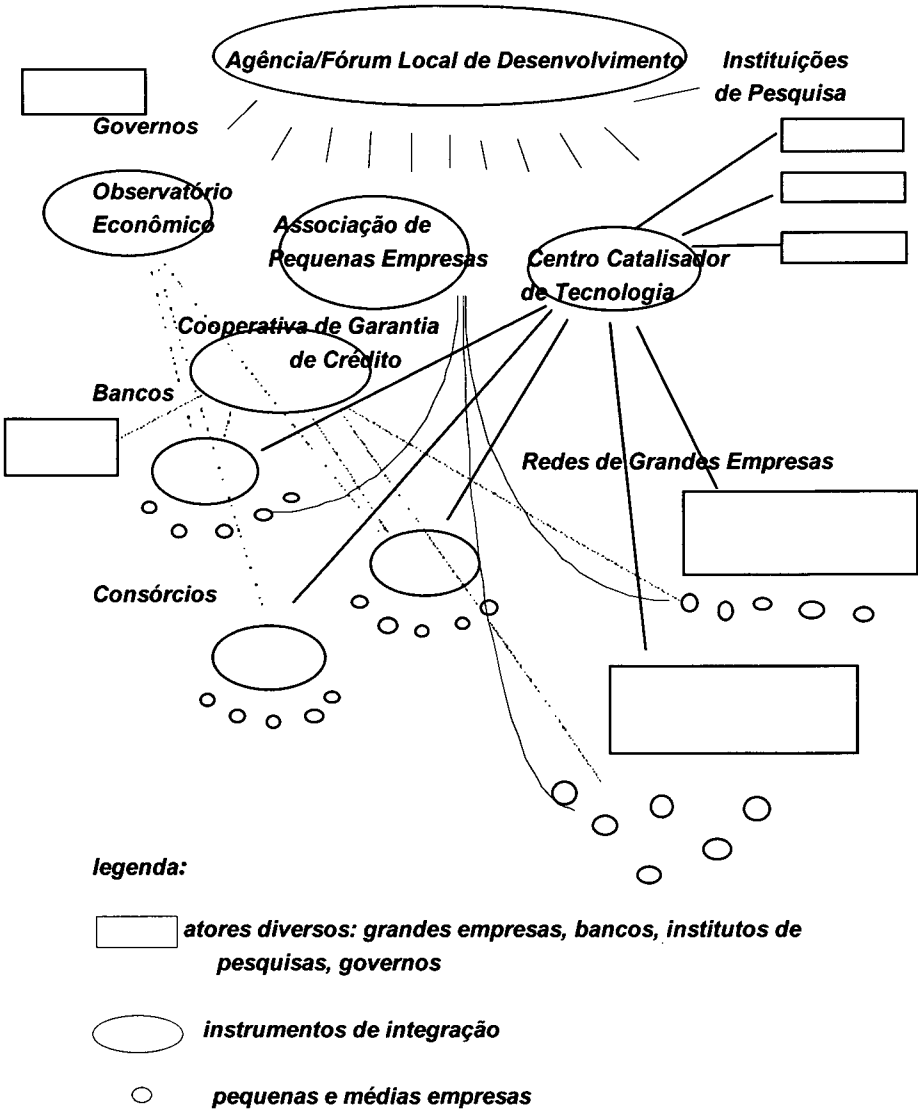 Agência/Fórum Local de Desenvolvimento
Instituições
de Pesquisa
Governos
Observatório
Econômico
Associação de
Pequenas Empresas
Centro Catalisador
de Tecnologia
Cooperativa de Garantia
de Crédito
Bancos
Redes de Grandes Empresas
Consórcios
legenda:
atores diversos: grandes empresas, bancos, institutos de
pesquisas, governos
instrumentos de integração
pequenas e médias empresas